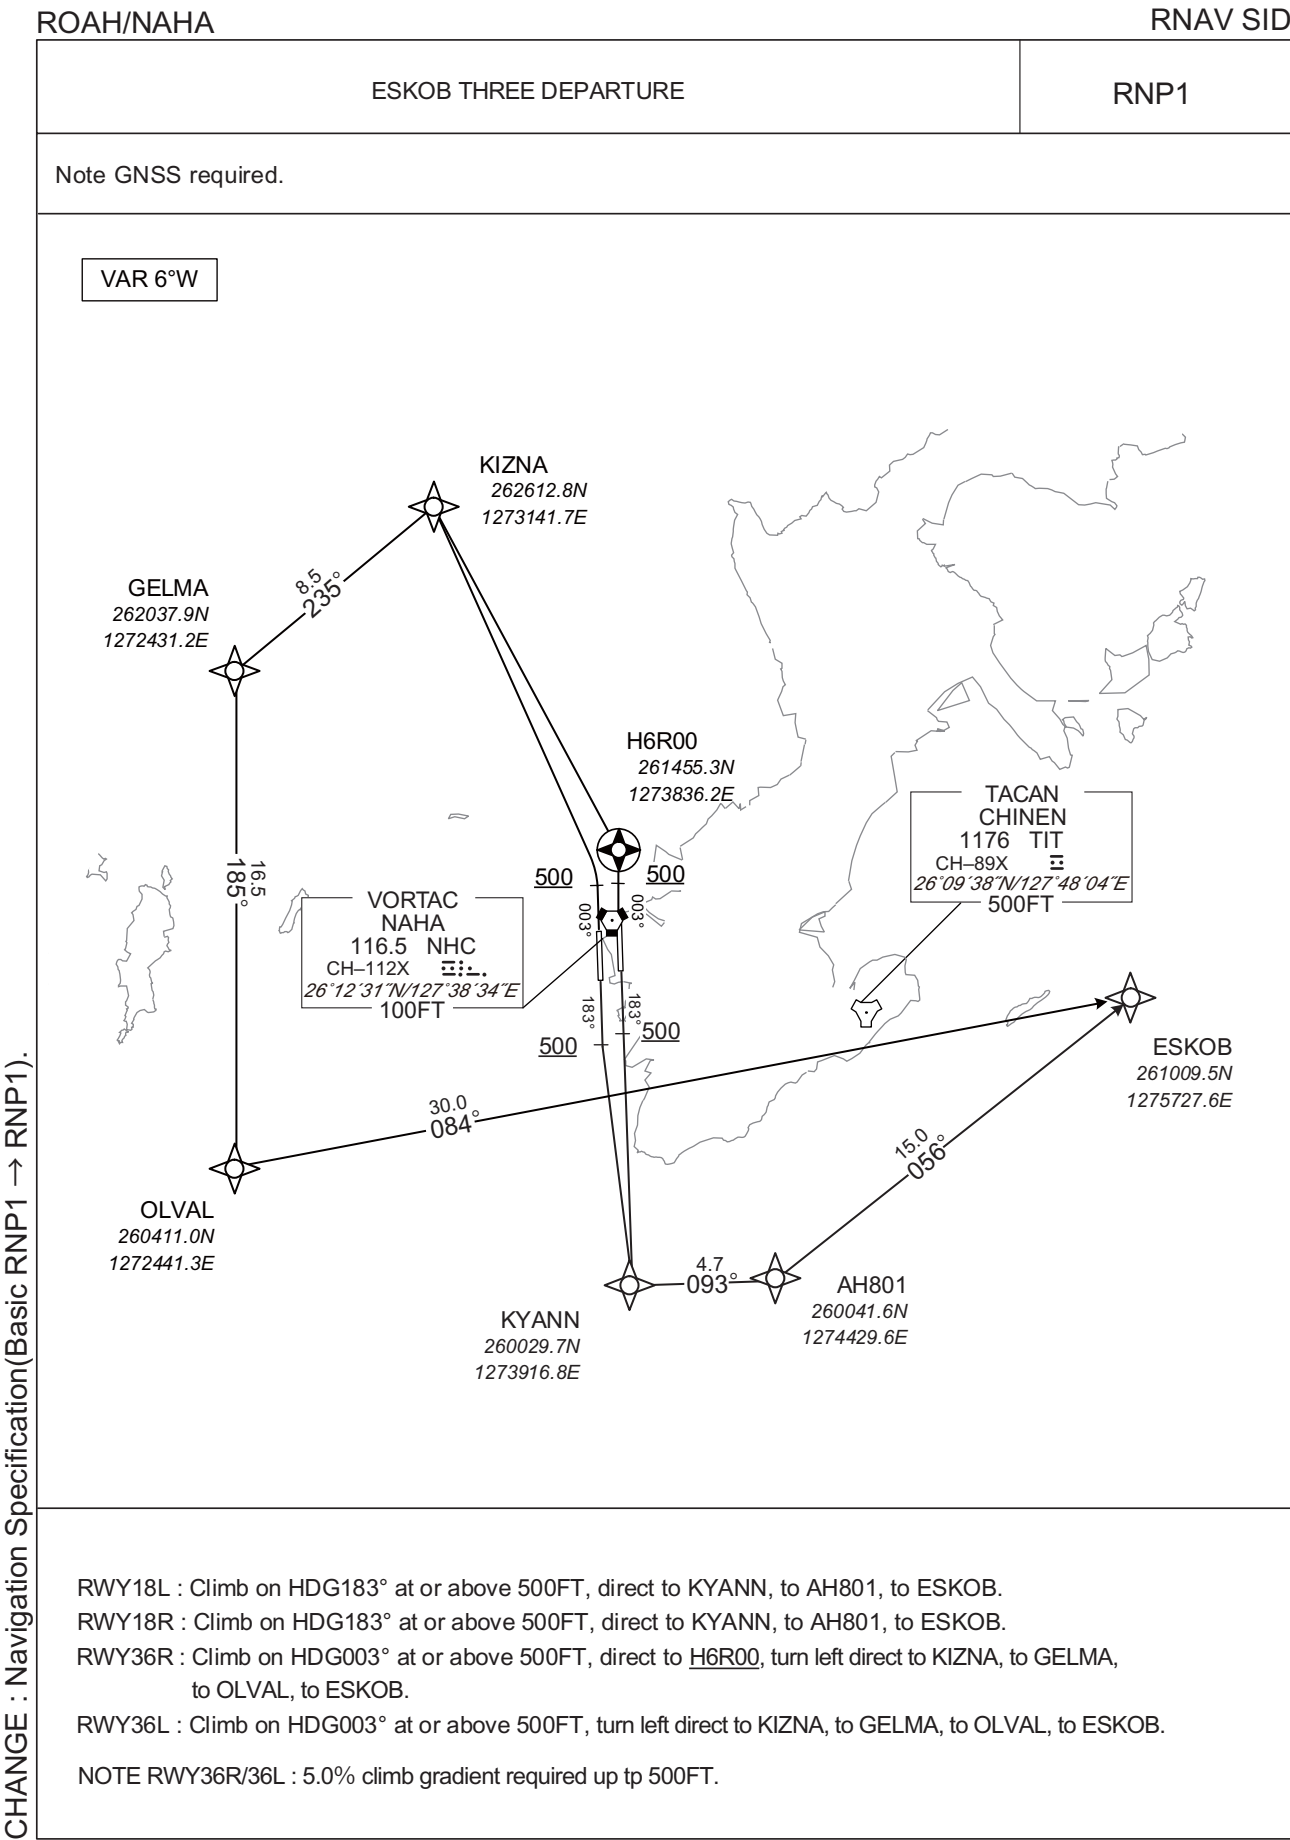 ROAH/NAHA
RNAV SID
ESKOB THREE DEPARTURE
RNP1
Note GNSS required.
VAR 6°W
KIZNA
262612.8N
1273141.7E
8.5
235°
GELMA
262037.9N
1272431.2E
H6R00
261455.3N
1273836.2E
TACAN
CHINEN
1176 TIT
CH–89X
26°09′38″N/127°48′04″E
500FT
16.5
185°
500
500
003°
003°
VORTAC
NAHA
116.5 NHC
CH–112X
26°12′31″N/127°38′34″E
100FT
183°
183°
500
500
ESKOB
261009.5N
1275727.6E
30.0
084°
15.0
056°
OLVAL
260411.0N
1272441.3E
4.7
093°
KYANN
260029.7N
1273916.8E
AH801
260041.6N
1274429.6E
RWY18L : Climb on HDG183° at or above 500FT, direct to KYANN, to AH801, to ESKOB.
RWY18R : Climb on HDG183° at or above 500FT, direct to KYANN, to AH801, to ESKOB.
RWY36R : Climb on HDG003° at or above 500FT, direct to H6R00, turn left direct to KIZNA, to GELMA,
to OLVAL, to ESKOB.
RWY36L : Climb on HDG003° at or above 500FT, turn left direct to KIZNA, to GELMA, to OLVAL, to ESKOB.
NOTE RWY36R/36L : 5.0% climb gradient required up tp 500FT.
CHANGE : Navigation Specification(Basic RNP1 → RNP1).